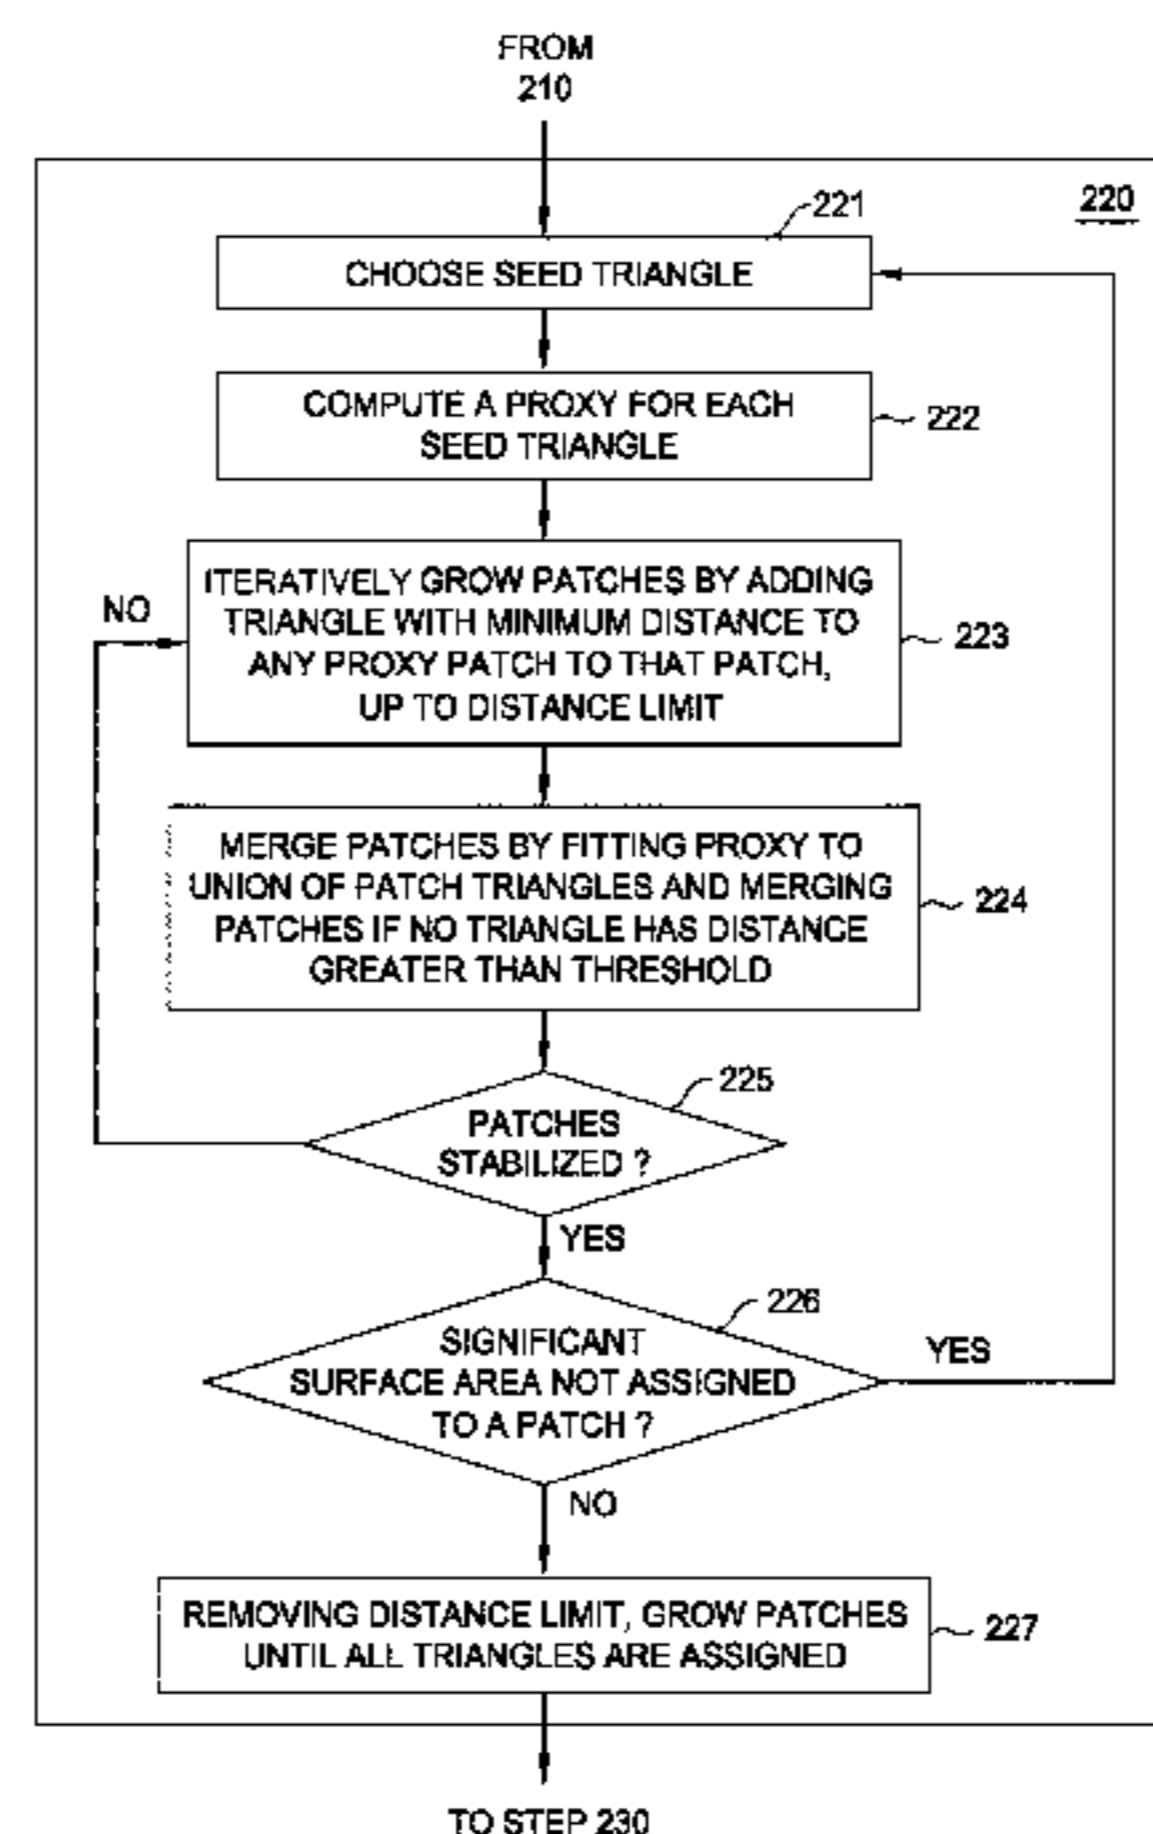 FROM
210
220
221
CHOOSE SEED TRIANGLE
COMPUTE A PROXY FOR EACH
SEED TRIANGLE
222
NO
ITERATIVELY GROW PATCHES BY ADDING
TRIANGLE WITH MINIMUM DISTANCE TO
ANY PROXY PATCH TO THAT PATCH,
UP TO DISTANCE LIMIT
223
MERGE PATCHES BY FITTING PROXY TO
UNION OF PATCH TRIANGLES AND MERGING
PATCHES IF NO TRIANGLE HAS DISTANCE
GREATER THAN THRESHOLD
224
225
PATCHES
STABILIZED ?
YES
226
SIGNIFICANT
SURFACE AREA NOT ASSIGNED
TO A PATCH ?
YES
NO
REMOVING DISTANCE LIMIT, GROW PATCHES
UNTIL ALL TRIANGLES ARE ASSIGNED
227
TO STEP 230